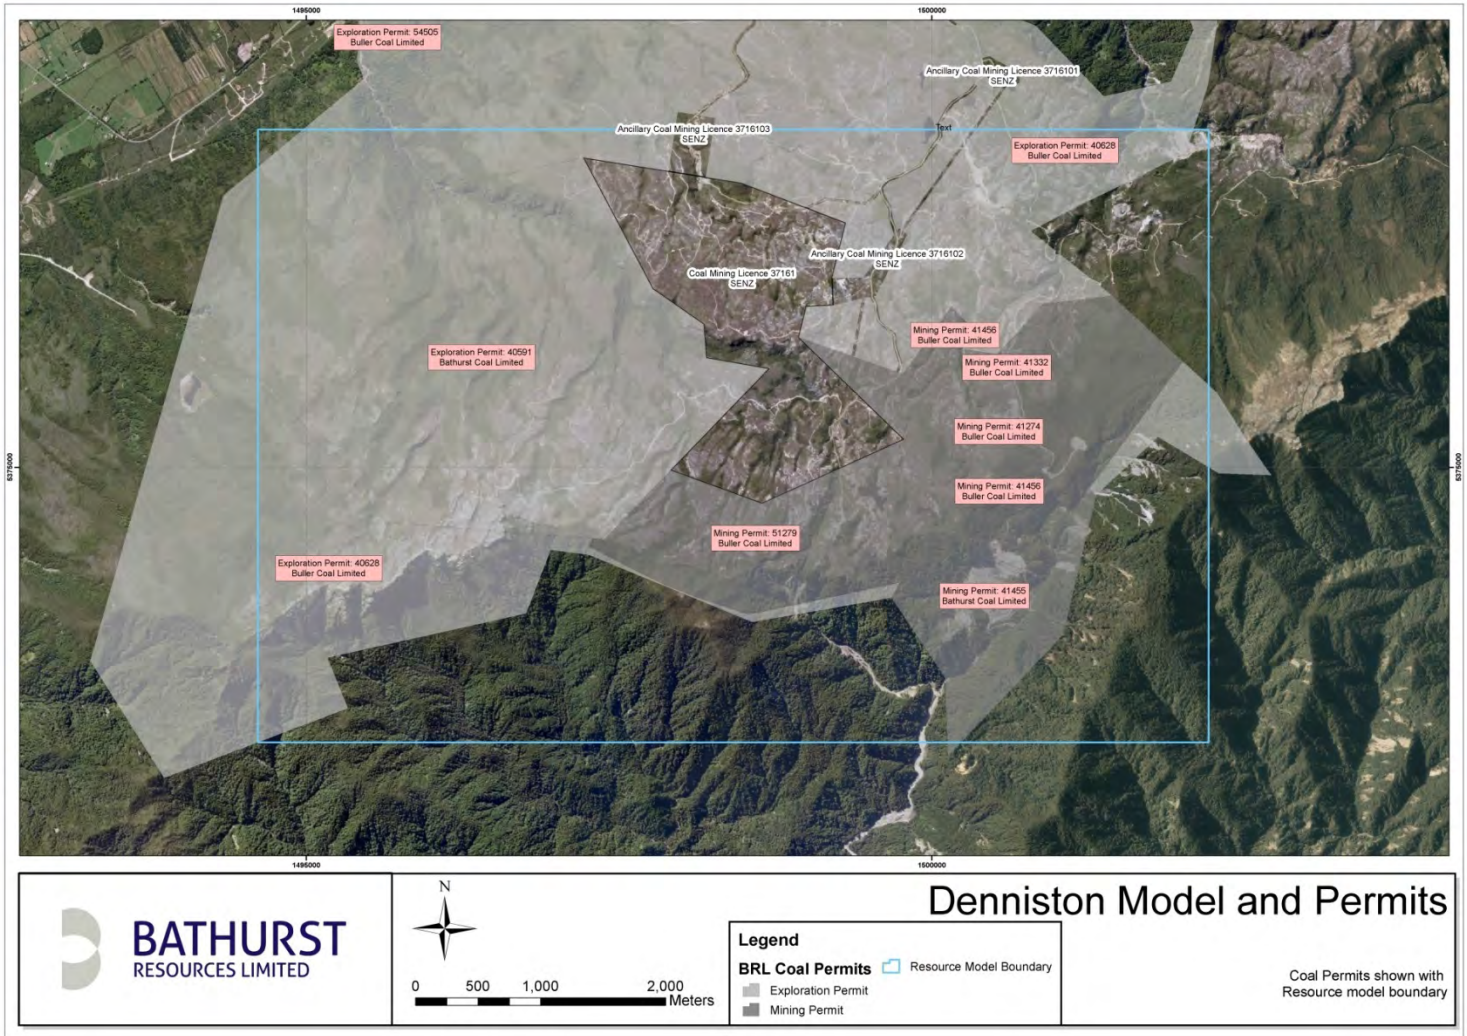 1495000
1500000
Exploration Permit: 54505
Buller Coal Limited
Ancillary Coal Mining Licence 3716101
SENZ
Ancillary Coal Mining Licence 3716103
SENZ
Text
Exploration Permit: 40628
Buller Coal Limited
Ancillary Coal Mining Licence 3716102
SENZ
Coal Mining Licence 37161
SENZ
Mining Permit: 41456
Buller Coal Limited
Exploration Permit: 40591
Bathurst Coal Limited
Mining Permit: 41332
Buller Coal Limited
Mining Permit: 41274
Buller Coal Limited
5375000
5375000
Mining Permit: 41456
Buller Coal Limited
Mining Permit: 51279
Buller Coal Limited
Exploration Permit: 40628
Buller Coal Limited
Mining Permit: 41455
Bathurst Coal Limited
1495000
1500000
BATHURST
RESOURCES LIMITED
N
0 500 1,000 2,000
Meters
Denniston Model and Permits
Legend
BRL Coal Permits
Resource Model Boundary
Exploration Permit
Mining Permit
Coal Permits shown with
Resource model boundary